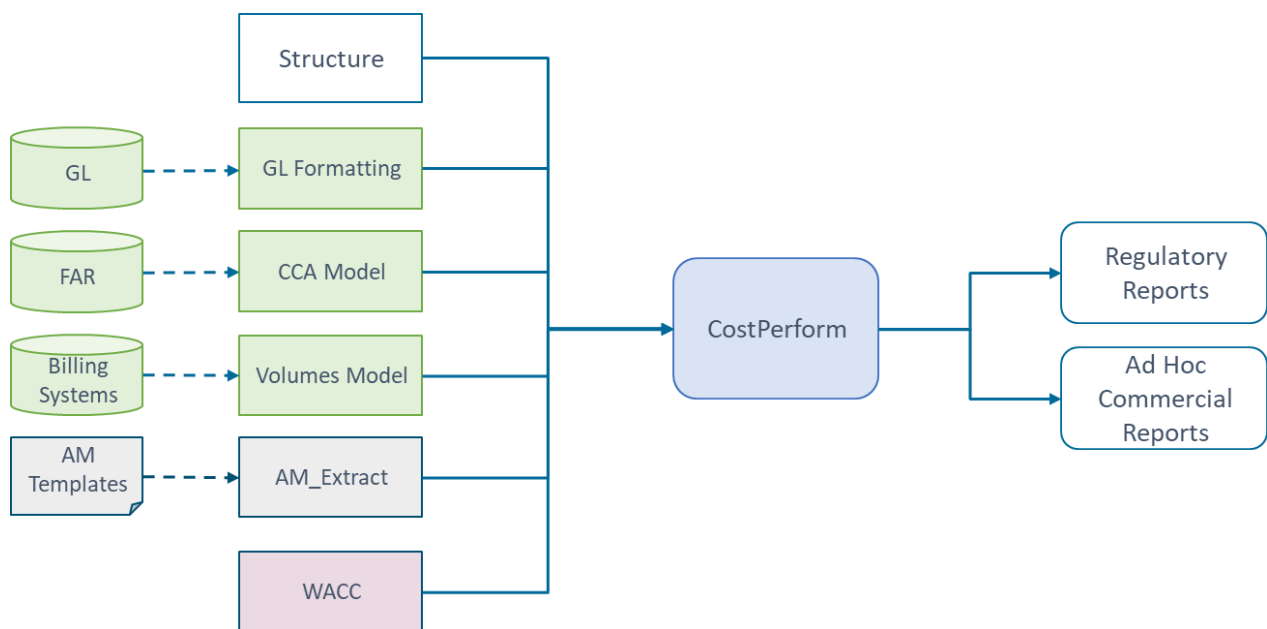 Structure
GL
GL Formatting
FAR
CCA Model
Billing
Systems
Volumes Model
AM
Templates
AM_Extract
WACC
CostPerform
Regulatory
Reports
Ad Hoc
Commercial
Reports